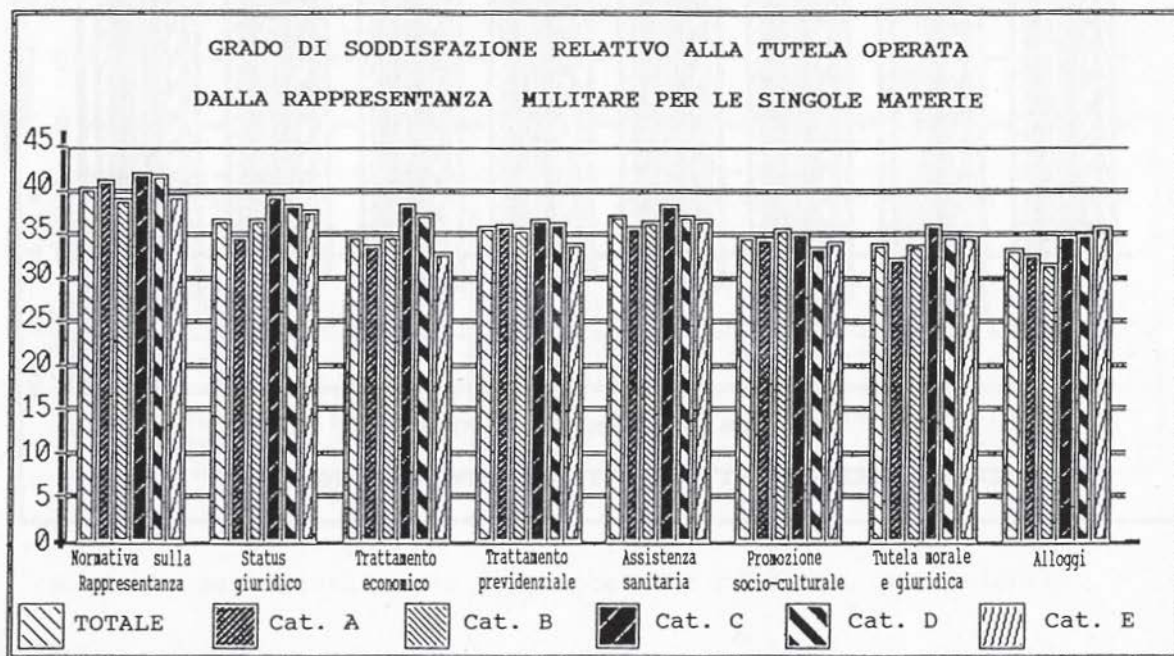 GRADO DI SODDISFAZIONE RELATIVO ALLA TUTELA OPERATA
DALLA RAPPRESENTANZA MILITARE PER LE SINGOLE MATERIE
45
40
35
30
25
20
15
10
5
0
Normativa sulla Rappresentanza
Status giuridico
Trattamento economico
Trattamento previdenziale
Assistenza sanitaria
Promozione socio-culturale
Tutela morale e giuridica
Alloggi
TOTALE Cat. A Cat. B Cat. C Cat. D Cat. E